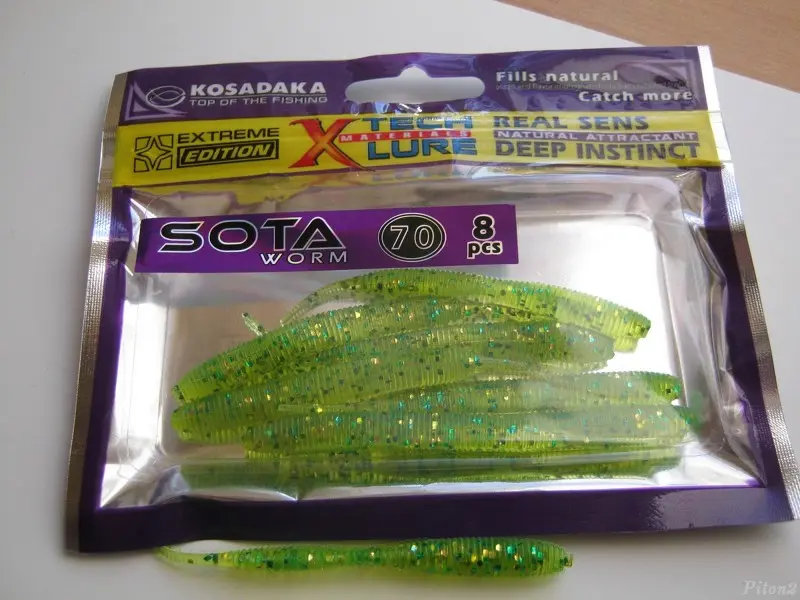 KOSADAKA
TOP OF THE FISHING
Fills natural
Catch more
EXTREME
EDITION
X TECH
MATERIALS
LURE
REAL SENS
NATURAL ATTRACTANT
DEEP INSTINCT
SOTA
WORM
70
8
pcs
Piton2